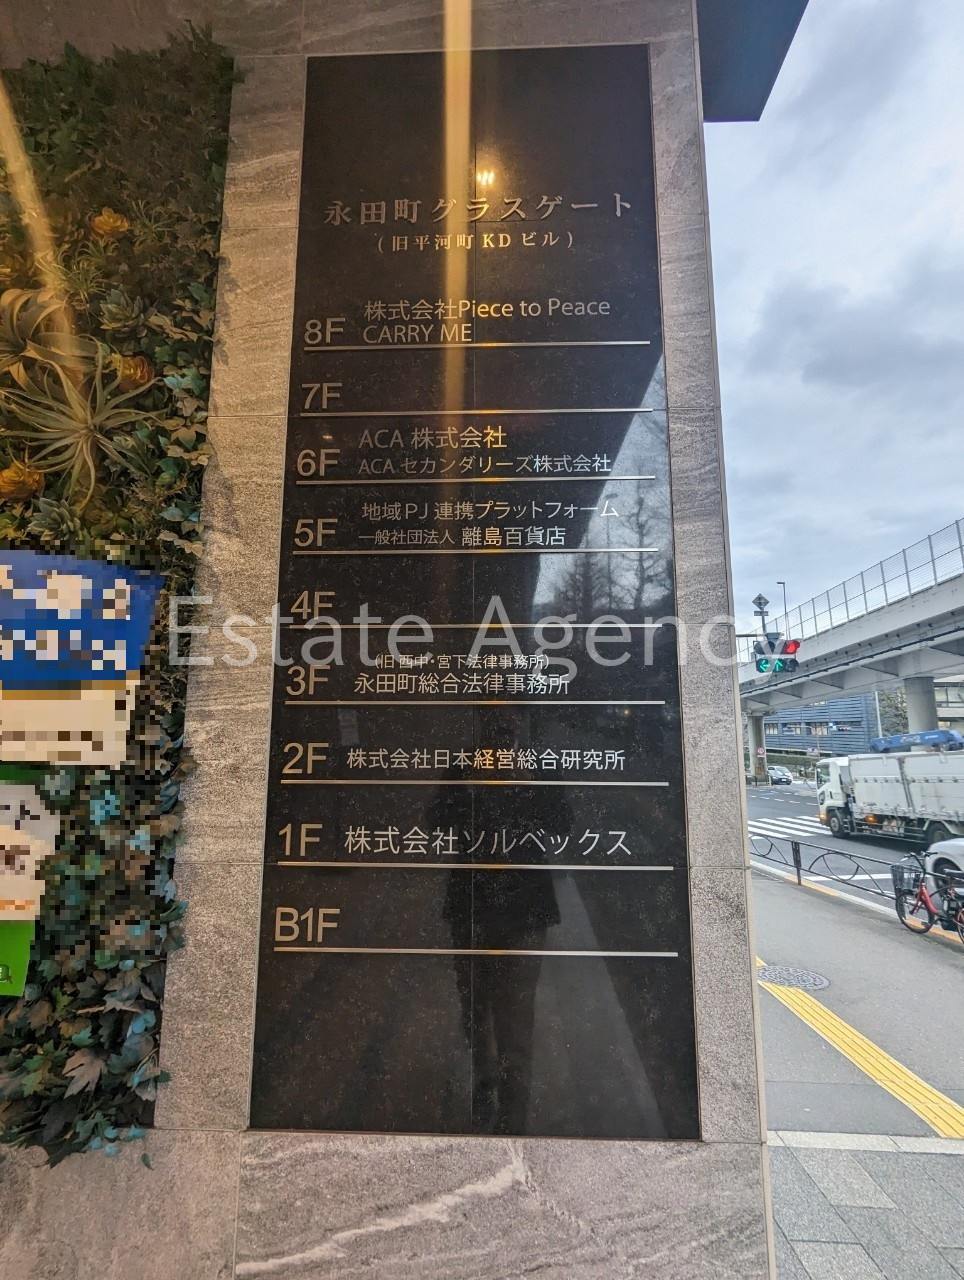 永田町グラスゲート
(旧平河町KDビル)
株式会社Piece to Peace
8F CARRY ME
7F
ACA 株式会社
6F ACA セカンダリーズ株式会社
地域PJ連携プラットフォーム
5F 一般社団法人 離島百貨店
4F
Estate Agency
(旧 西中・宮下法律事務所)
3F 永田町総合法律事務所
2F 株式会社日本経営総合研究所
1F 株式会社ソルベックス
B1F